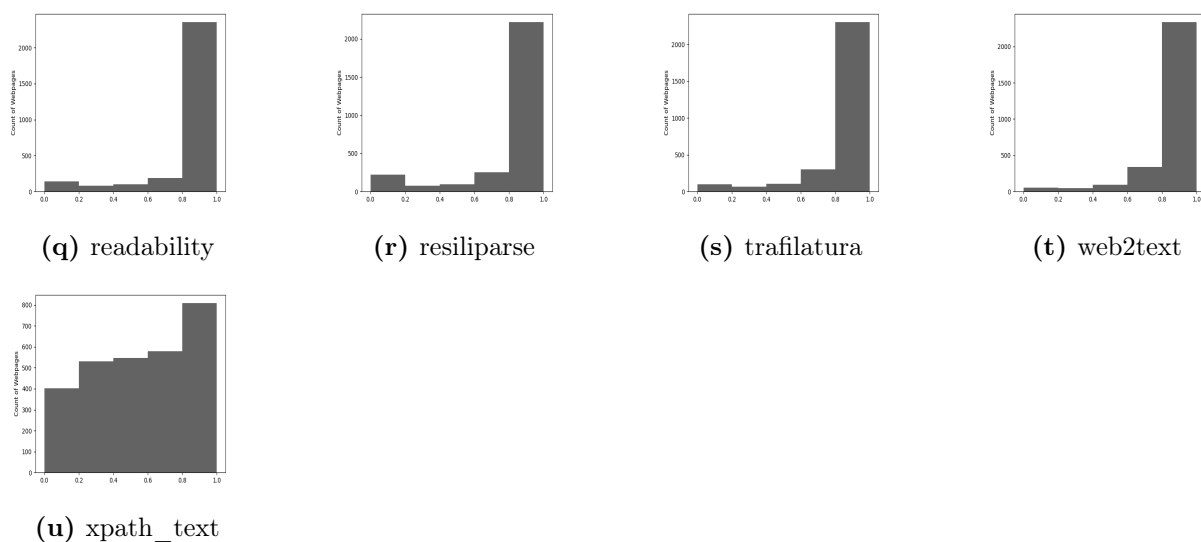 Count of Webpages
2000
1500
1000
500
0
0.0 0.2 0.4 0.6 0.8 1.0
(q) readability
Count of Webpages
2000
1500
1000
500
0
0.0 0.2 0.4 0.6 0.8 1.0
(r) resiliparse
Count of Webpages
2000
1500
1000
500
0
0.0 0.2 0.4 0.6 0.8 1.0
(s) trafilatura
Count of Webpages
2000
1500
1000
500
0
0.0 0.2 0.4 0.6 0.8 1.0
(t) web2text
Count of Webpages
800
700
600
500
400
300
200
100
0
0.0 0.2 0.4 0.6 0.8 1.0
(u) xpath_text